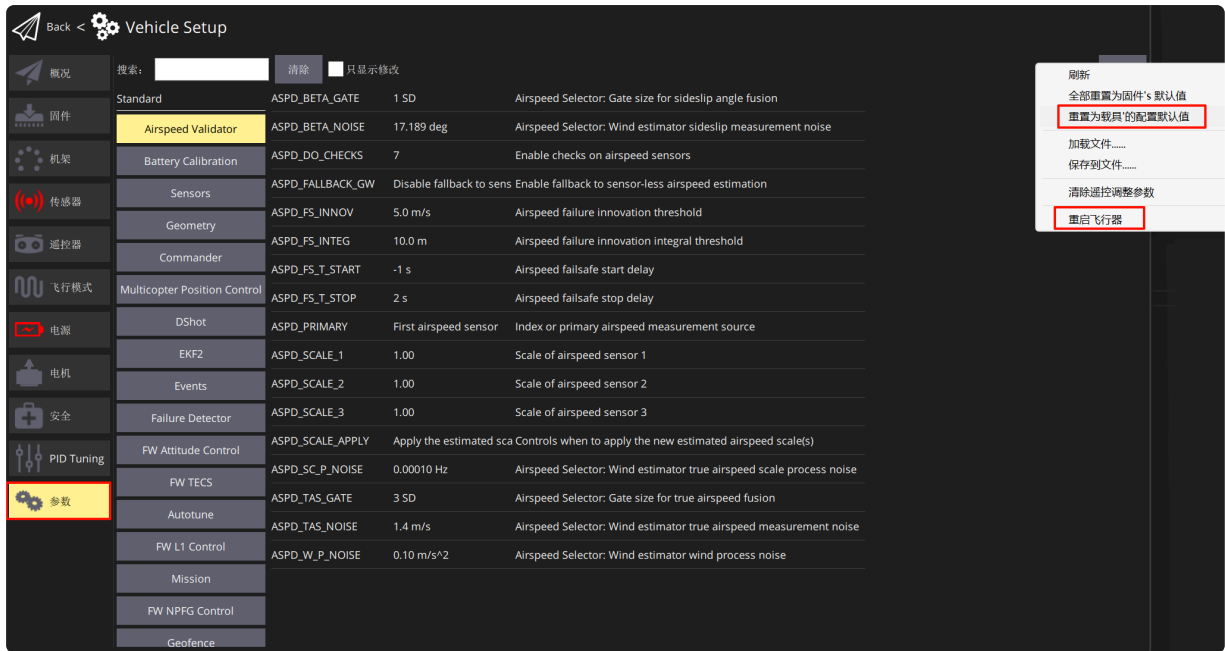 Back < Vehicle Setup
概况
固件
机架
传感器
遥控器
飞行模式
电源
电机
安全
PID Tuning
参数
搜索: 清除 只显示修改
Standard
Airspeed Validator
Battery Calibration
Sensors
Geometry
Commander
Multicopter Position Control
DShot
EKF2
Events
Failure Detector
FW Attitude Control
FW TECS
Autotune
FW L1 Control
Mission
FW NPFG Control
Geofence
ASPD_BETA_GATE 1 SD Airspeed Selector: Gate size for sideslip angle fusion
ASPD_BETA_NOISE 17.189 deg Airspeed Selector: Wind estimator sideslip measurement noise
ASPD_DO_CHECKS 7 Enable checks on airspeed sensors
ASPD_FALLBACK_GW Disable fallback to sens Enable fallback to sensor-less airspeed estimation
ASPD_FS_INNOV 5.0 m/s Airspeed failure innovation threshold
ASPD_FS_INTEG 10.0 m Airspeed failure innovation integral threshold
ASPD_FS_T_START -1 s Airspeed failsafe start delay
ASPD_FS_T_STOP 2 s Airspeed failsafe stop delay
ASPD_PRIMARY First airspeed sensor Index or primary airspeed measurement source
ASPD_SCALE_1 1.00 Scale of airspeed sensor 1
ASPD_SCALE_2 1.00 Scale of airspeed sensor 2
ASPD_SCALE_3 1.00 Scale of airspeed sensor 3
ASPD_SCALE_APPLY Apply the estimated sca Controls when to apply the new estimated airspeed scale(s)
ASPD_SC_P_NOISE 0.00010 Hz Airspeed Selector: Wind estimator true airspeed scale process noise
ASPD_TAS_GATE 3 SD Airspeed Selector: Gate size for true airspeed fusion
ASPD_TAS_NOISE 1.4 m/s Airspeed Selector: Wind estimator true airspeed measurement noise
ASPD_W_P_NOISE 0.10 m/s^2 Airspeed Selector: Wind estimator wind process noise
刷新
全部重置为固件's 默认值
重置为载具'的配置默认值
加载文件......
保存到文件......
清除遥控调整参数
重启飞行器